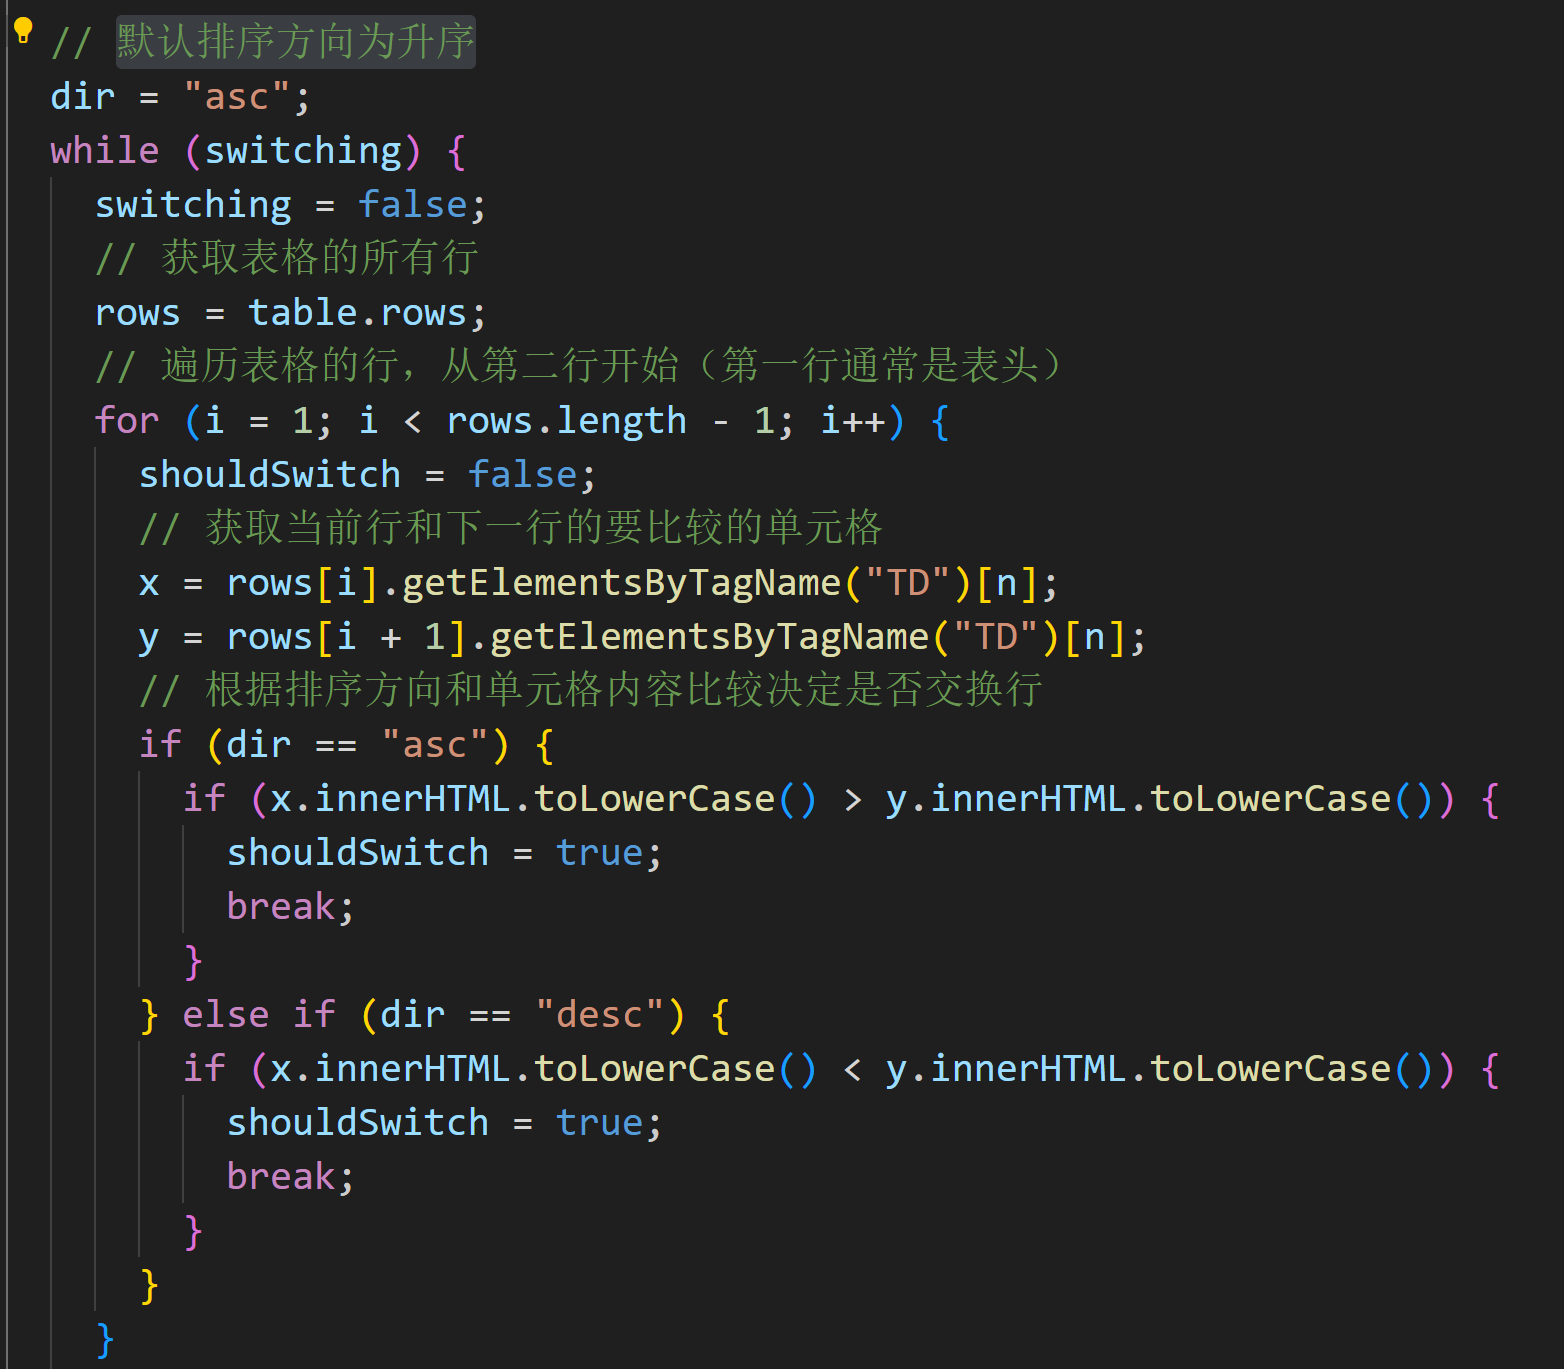 // 默认排序方向为升序
dir = "asc";
while (switching) {
  switching = false;
  // 获取表格的所有行
  rows = table.rows;
  // 遍历表格的行，从第二行开始（第一行通常是表头）
  for (i = 1; i < rows.length - 1; i++) {
    shouldSwitch = false;
    // 获取当前行和下一行的要比较的单元格
    x = rows[i].getElementsByTagName("TD")[n];
    y = rows[i + 1].getElementsByTagName("TD")[n];
    // 根据排序方向和单元格内容比较决定是否交换行
    if (dir == "asc") {
      if (x.innerHTML.toLowerCase() > y.innerHTML.toLowerCase()) {
        shouldSwitch = true;
        break;
      }
    } else if (dir == "desc") {
      if (x.innerHTML.toLowerCase() < y.innerHTML.toLowerCase()) {
        shouldSwitch = true;
        break;
      }
    }
  }